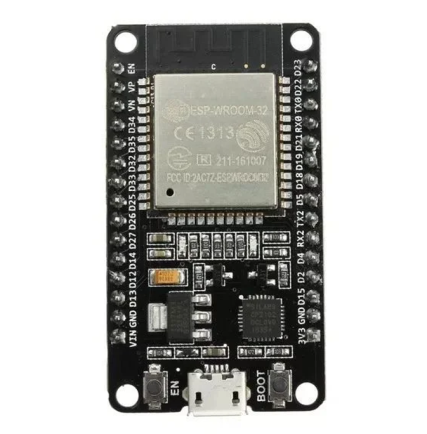 C
ESP-WROOM-32
CE1313
R 211-161007
FCC ID:2AC7Z-ESPWROOM32
EN
VP
VN
D34
D35
D32
D33
D25
D26
D27
D14
D12
D13
GND
VIN
D23
D22
TX0
RX0
D21
D19
D18
D5
TX2
RX2
D4
D2
D15
GND
3V3
EN
BOOT